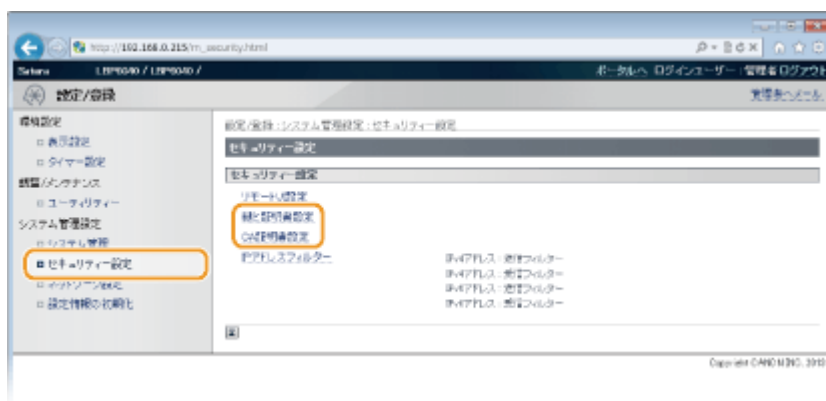 http://192.168.0.215/m_security.html
Satera LBP6040 / LBP6040 /
ポータルへ ログインユーザー：管理者 ログアウト
設定/登録
管理者へメール
環境設定
表示設定
タイマー設定
調整/メンテナンス
ユーティリティー
システム管理設定
システム管理
セキュリティー設定
ネットワーク設定
設定情報の初期化
設定/登録 : システム管理設定 : セキュリティー設定
セキュリティー設定
セキュリティー設定
リモートUI設定
鍵と証明書設定
CA証明書設定
IPアドレスフィルター
IPv4アドレス : 送信フィルター
IPv4アドレス : 受信フィルター
IPv6アドレス : 送信フィルター
IPv6アドレス : 受信フィルター
Copyright CANON INC. 2013